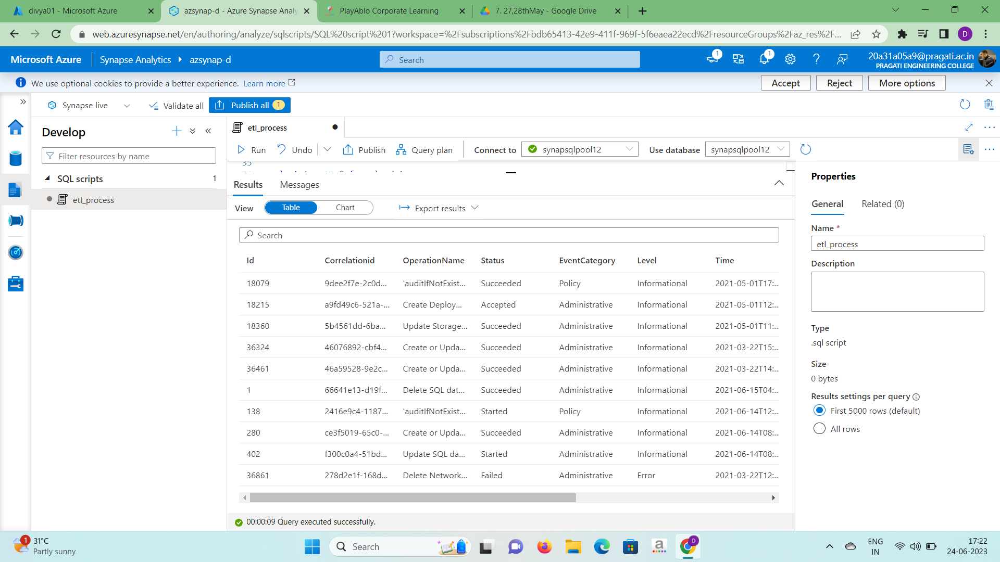 divya01 - Microsoft Azure
azsynap-d - Azure Synapse Analy
PlayAblo Corporate Learning
7. 27,28thMay - Google Drive
web.azuresynapse.net/en/authoring/analyze/sqlscripts/SQL%20script%201?workspace=%2Fsubscriptions%2Fbdb65413-42e9-411f-969f-5f6eaea22ecd%2FresourceGroups%2Faz_res%2F...
D
Microsoft Azure
Synapse Analytics
azsynap-d
Search
1
1
20a31a05a9@pragati.ac.in
PRAGATI ENGINEERING COLLEGE
We use optional cookies to provide a better experience. Learn more
Accept
Reject
More options
Synapse live
Validate all
Publish all 1
Develop
Filter resources by name
SQL scripts 1
etl_process
etl_process
Run
Undo
Publish
Query plan
Connect to
synapsqlpool12
Use database
synapsqlpool12
35
Results
Messages
View
Table
Chart
Export results
Search
Id Correlationid OperationName Status EventCategory Level Time
18079 9dee2f7e-2c0d... 'auditIfNotExist... Succeeded Policy Informational 2021-05-01T17:...
18215 a9fd49c6-521a-... Create Deploy... Accepted Administrative Informational 2021-05-01T12:...
18360 5b4561dd-6ba... Update Storage... Succeeded Administrative Informational 2021-05-01T11:...
36324 46076892-cbf4... Create or Upda... Succeeded Administrative Informational 2021-03-22T15:...
36461 46a59528-9e2c... Create or Upda... Succeeded Administrative Informational 2021-03-22T14:...
1 66641e13-d19f... Delete SQL dat... Succeeded Administrative Informational 2021-06-15T04:...
138 2416e9c4-1187... 'auditIfNotExist... Started Policy Informational 2021-06-14T12:...
280 ce3f5019-65c0-... Create or Upda... Succeeded Administrative Informational 2021-06-14T08:...
402 f300c0a4-51bd... Update SQL da... Started Administrative Informational 2021-06-14T08:...
36861 278d2e1f-168d... Delete Network... Failed Administrative Error 2021-03-22T12:...
00:00:09 Query executed successfully.
Properties
General
Related (0)
Name *
etl_process
Description
Type
.sql script
Size
0 bytes
Results settings per query
First 5000 rows (default)
All rows
1
31°C
Partly sunny
Search
a
D
ENG
IN
17:22
24-06-2023